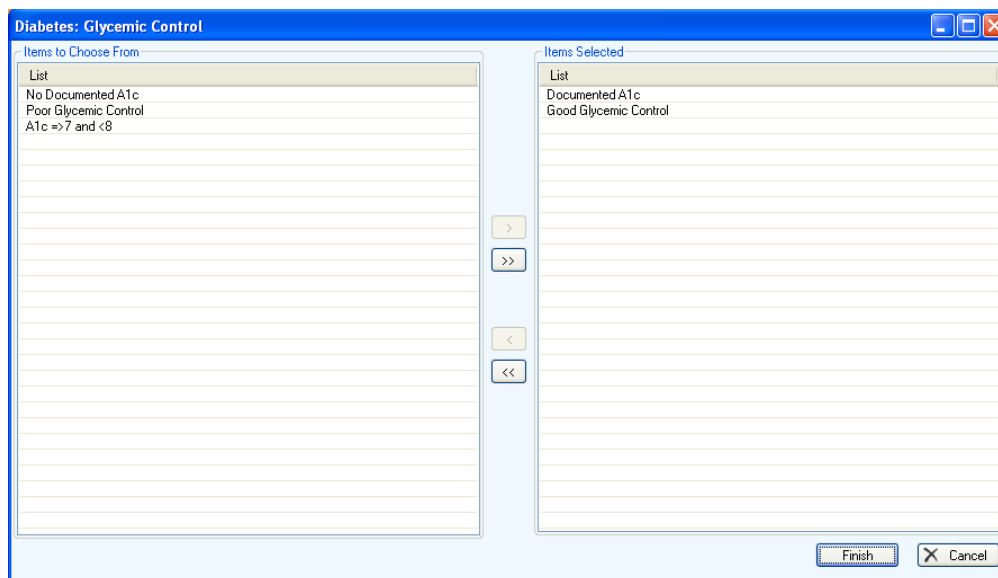 Diabetes: Glycemic Control
Items to Choose From
List
No Documented A1c
Poor Glycemic Control
A1c =>7 and <8
>
>>
<
<<
Items Selected
List
Documented A1c
Good Glycemic Control
Finish
Cancel